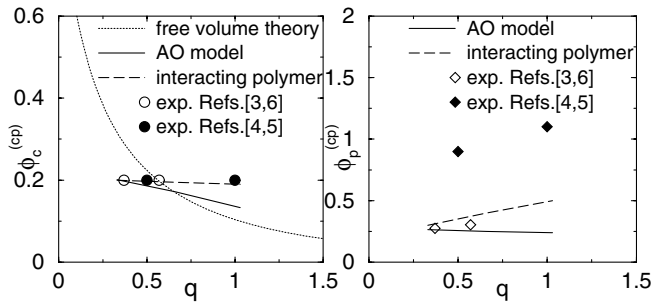 0.6
0.4
0.2
0
0
0.5
1
1.5
q
ϕc(cp)
free volume theory
AO model
interacting polymer
exp. Refs.[3,6]
exp. Refs.[4,5]
2
1.5
1
0.5
0
0
0.5
1
1.5
q
ϕp(cp)
AO model
interacting polymer
exp. Refs.[3,6]
exp. Refs.[4,5]